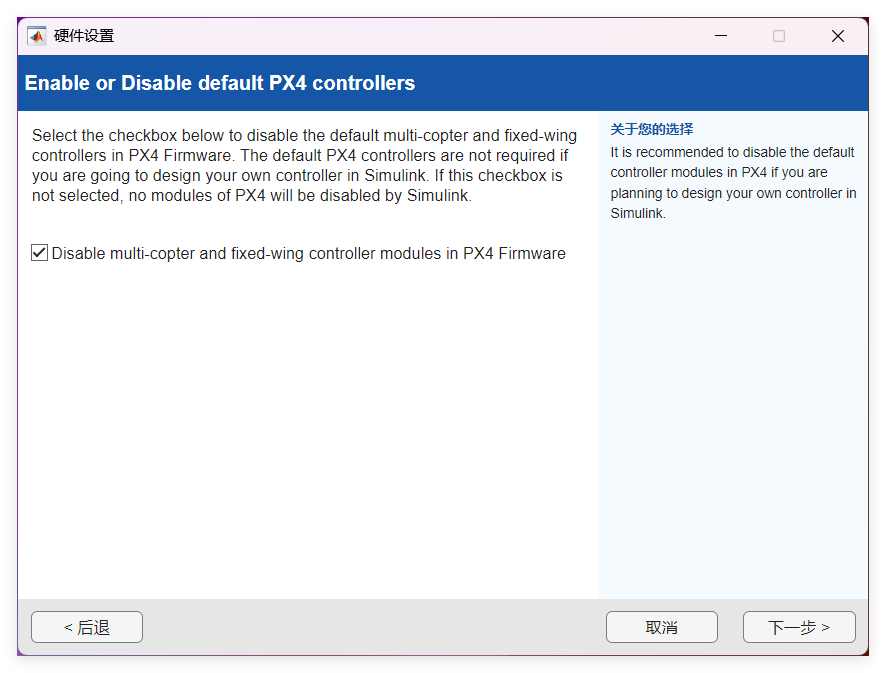 硬件设置
Enable or Disable default PX4 controllers
Select the checkbox below to disable the default multi-copter and fixed-wing
controllers in PX4 Firmware. The default PX4 controllers are not required if
you are going to design your own controller in Simulink. If this checkbox is
not selected, no modules of PX4 will be disabled by Simulink.
Disable multi-copter and fixed-wing controller modules in PX4 Firmware
关于您的选择
It is recommended to disable the default
controller modules in PX4 if you are
planning to design your own controller in
Simulink.
< 后退
取消
下一步 >